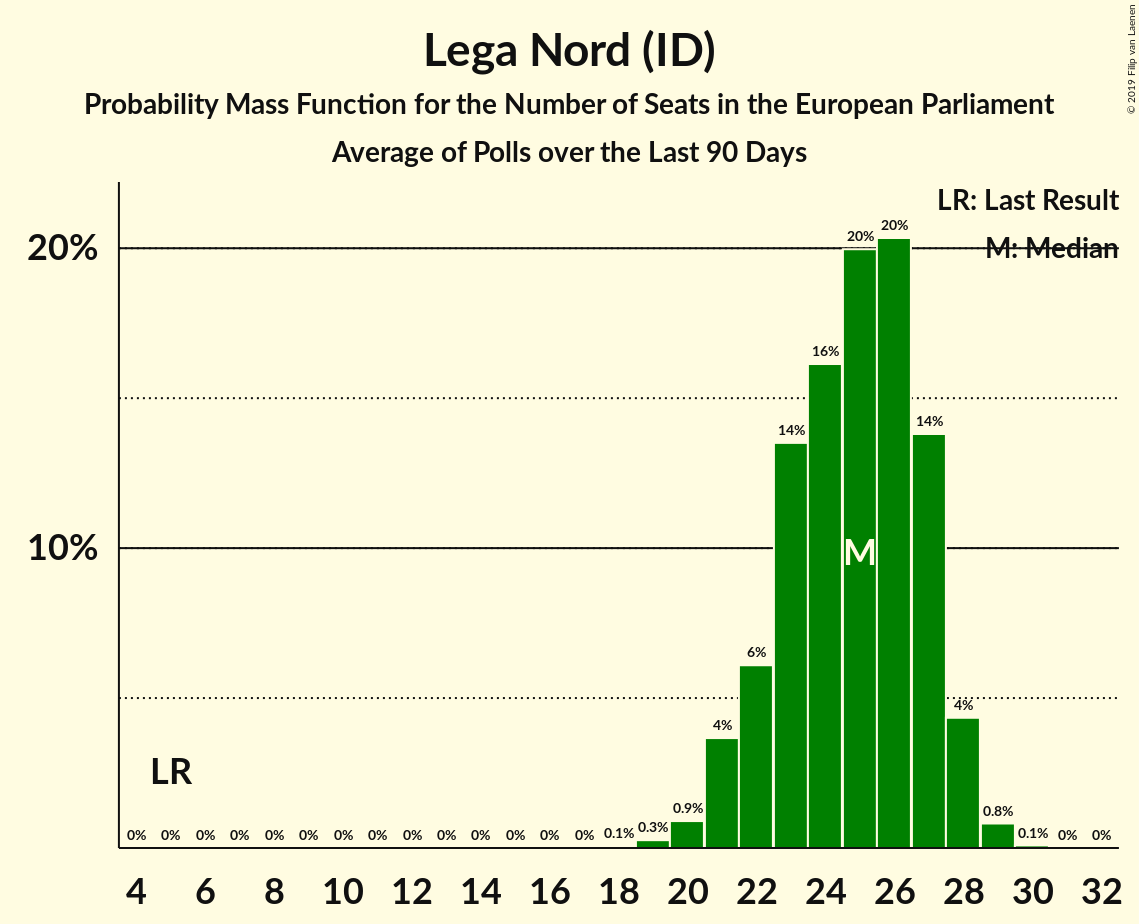 Lega Nord (ID)
Probability Mass Function for the Number of Seats in the European Parliament
Average of Polls over the Last 90 Days
© 2019 Filip van Laenen
LR: Last Result
M: Median
20%
10%
0% 0% 0% 0% 0% 0% 0% 0% 0% 0% 0% 0% 0% 0% 0.1% 0.3% 0.9% 4% 6% 14% 16% 20% 20% 14% 4% 0.8% 0.1% 0% 0%
LR
M
4 6 8 10 12 14 16 18 20 22 24 26 28 30 32